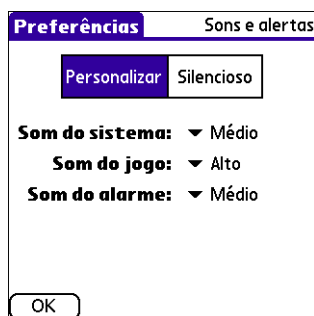 Preferências Sons e alertas
Personalizar Silencioso
Som do sistema: Médio
Som do jogo: Alto
Som do alarme: Médio
OK